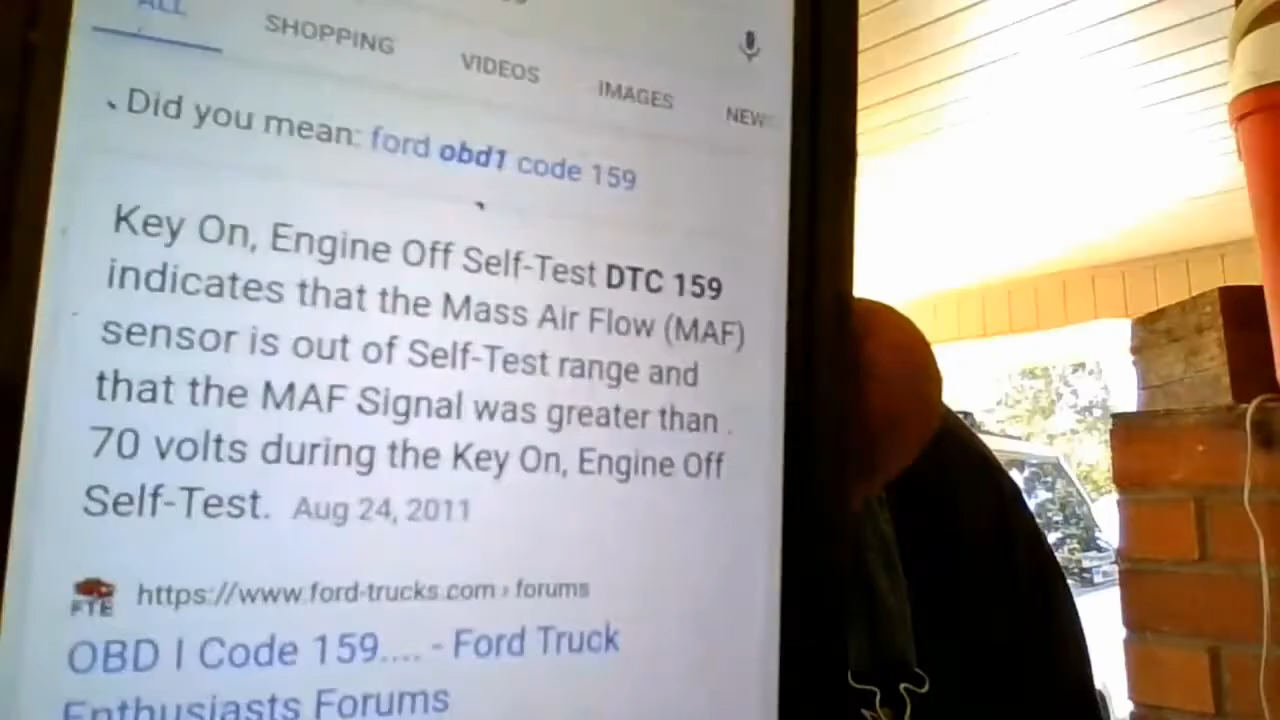 ALL SHOPPING VIDEOS IMAGES NEW
Did you mean: ford obd1 code 159
Key On, Engine Off Self-Test DTC 159
indicates that the Mass Air Flow (MAF)
sensor is out of Self-Test range and
that the MAF Signal was greater than .
70 volts during the Key On, Engine Off
Self-Test. Aug 24, 2011
FTE https://www.ford-trucks.com › forums
OBD I Code 159.... - Ford Truck
Enthusiasts Forums